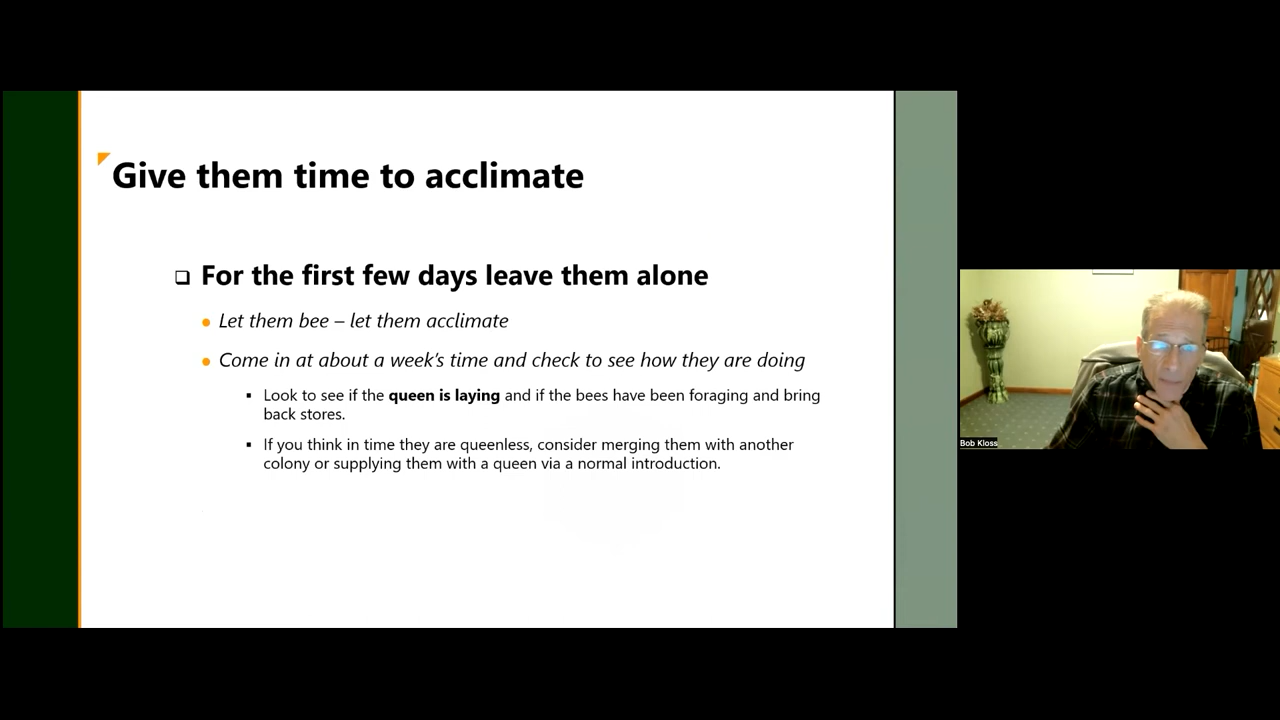 Give them time to acclimate
❑ For the first few days leave them alone
• Let them bee – let them acclimate
• Come in at about a week's time and check to see how they are doing
▪ Look to see if the queen is laying and if the bees have been foraging and bring
back stores.
▪ If you think in time they are queenless, consider merging them with another
colony or supplying them with a queen via a normal introduction.
Bob Kloss